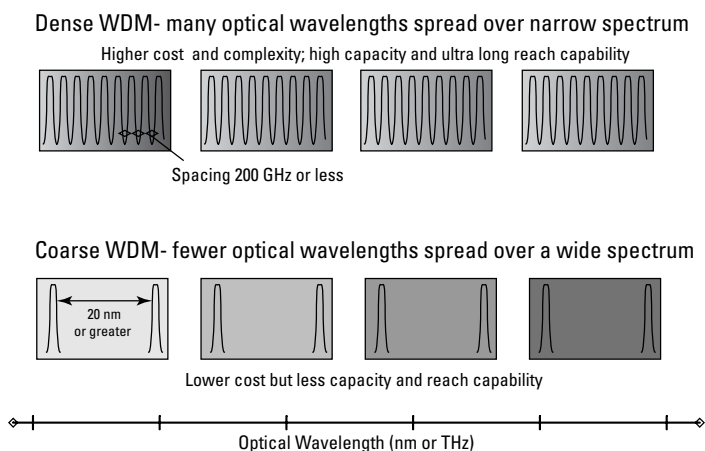 Dense WDM- many optical wavelengths spread over narrow spectrum
Higher cost and complexity; high capacity and ultra long reach capability
Spacing 200 GHz or less
Coarse WDM- fewer optical wavelengths spread over a wide spectrum
20 nm
or greater
Lower cost but less capacity and reach capability
Optical Wavelength (nm or THz)